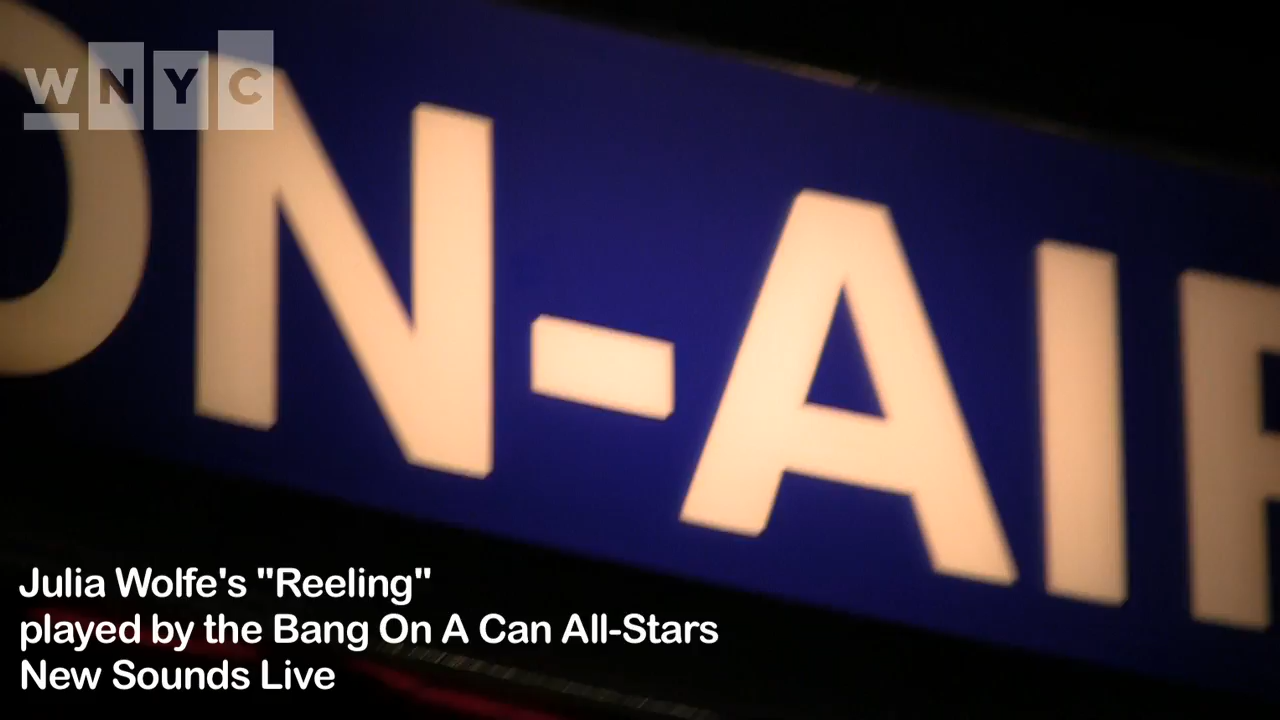 WNYC
ON-AIR
Julia Wolfe's "Reeling"
played by the Bang On A Can All-Stars
New Sounds Live